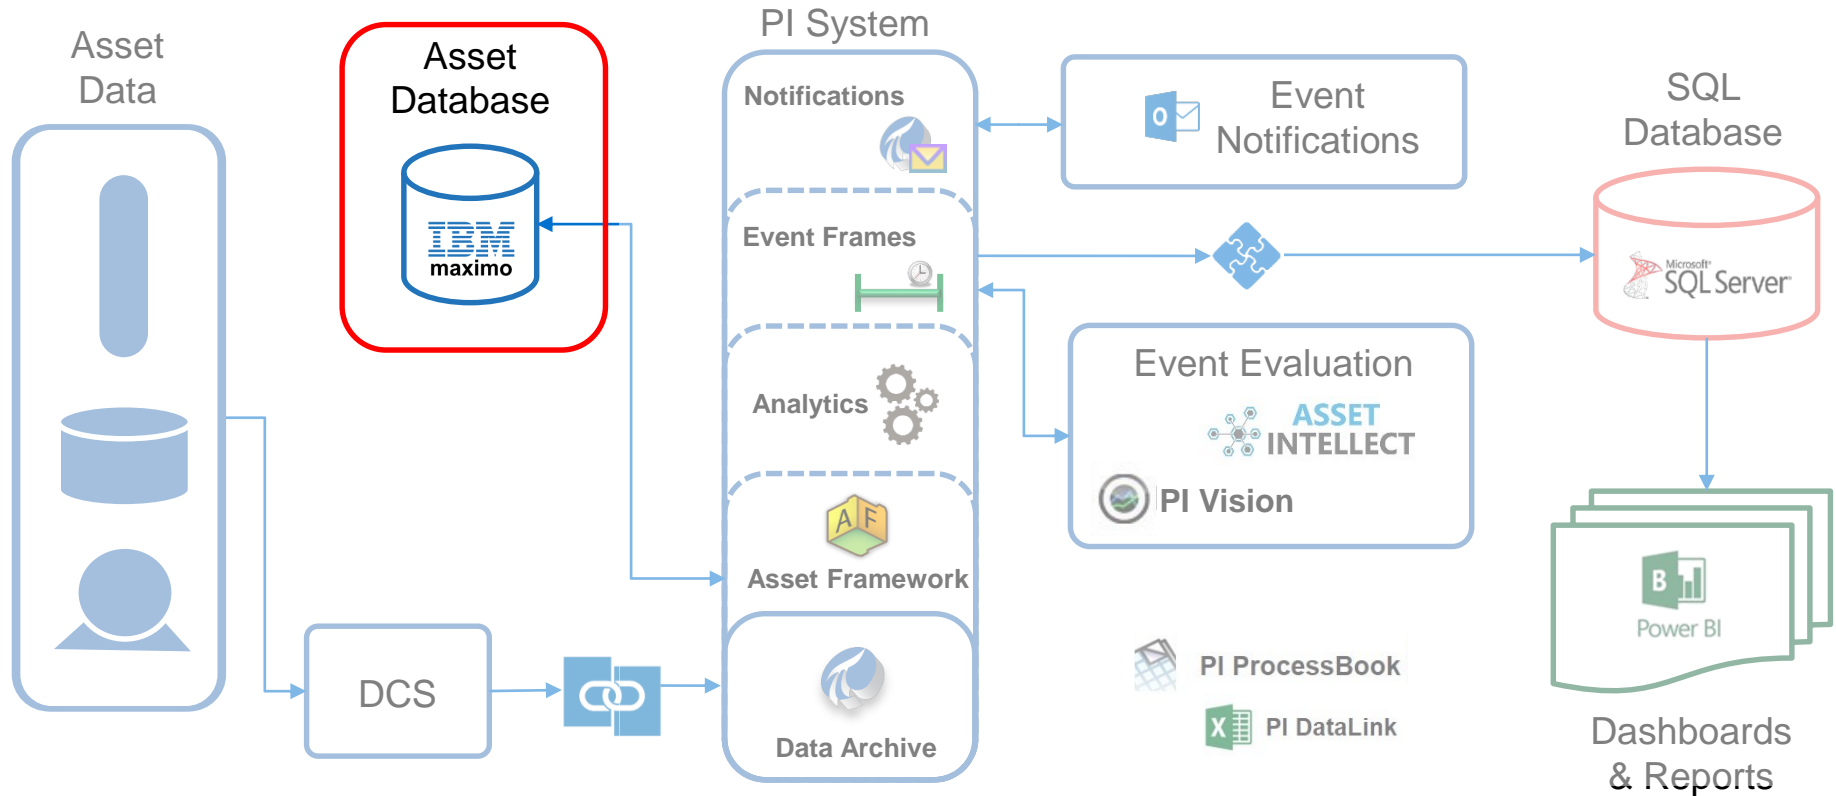 Asset
Data
Asset
Database
IBM
maximo
DCS
PI System
Notifications
Event Frames
Analytics
A F
Asset Framework
Data Archive
O
Event
Notifications
Event Evaluation
ASSET
INTELLECT
PI Vision
PI ProcessBook
X
PI DataLink
SQL
Database
Microsoft®
SQL Server®
B
Power BI
Dashboards
& Reports